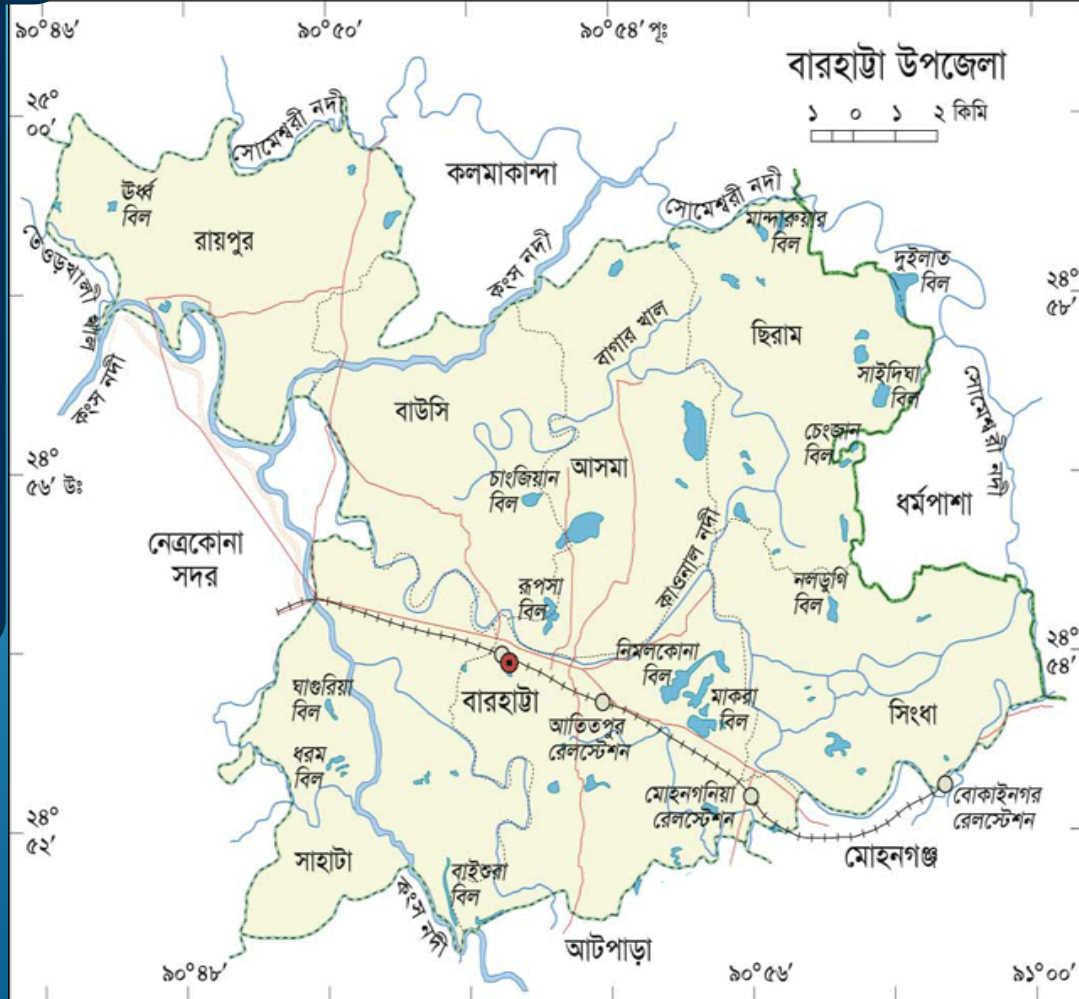 ৯০°৪৬′
৯০°৫০′
৯০°৫৪′ পূঃ
বারহাট্টা উপজেলা
১ ০ ১ ২ কিমি
২৫°
০০′
সোমেশ্বরী নদী
কলমাকান্দা
ঊর্ধ্ব
বিল
রায়পুর
সোমেশ্বরী নদী
মান্দারুয়ার
বিল
দুইলাত
বিল
২৪°
৫৮′
কংস নদী
বাগার খাল
ছিরাম
কংস নদী
সাইদিঘা
বিল
সোমেশ্বরী নদী
বাউসি
চেংজান
বিল
আসমা
২৪°
৫৬′ উঃ
চাংজিয়ান
বিল
ধর্মপাশা
নেত্রকোনা
সদর
কাওনাল নদী
রূপসা
বিল
নলডুগি
বিল
২৪°
৫৪′
নিমলকোনা
বিল
ঘাগুরিয়া
বিল
বারহাট্টা
মাকরা
বিল
সিংধা
আতিতপুর
রেলস্টেশন
ধরম
বিল
মোহনগনিয়া
রেলস্টেশন
বোকাইনগর
রেলস্টেশন
২৪°
৫২′
সাহাটা
মোহনগঞ্জ
বাইশুরা
বিল
কংস নদী
আটপাড়া
৯০°৪৮′
৯০°৫৬′
৯১°০০′